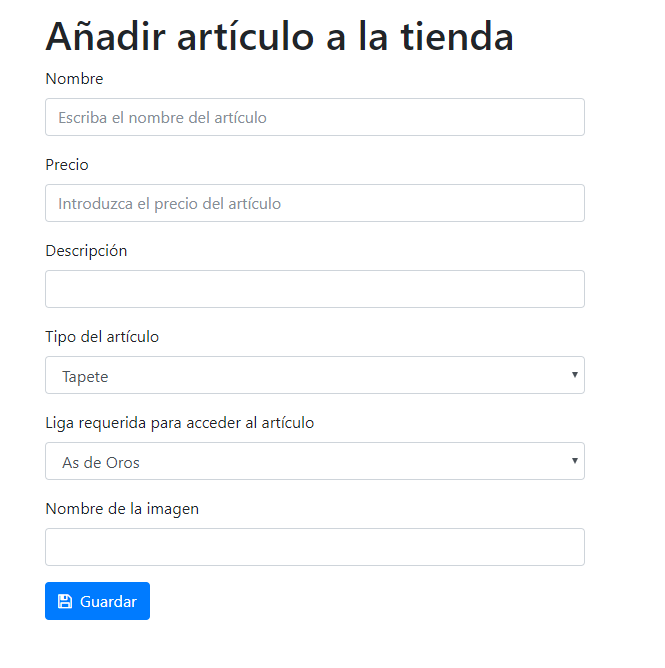 Añadir artículo a la tienda
Nombre
Escriba el nombre del artículo
Precio
Introduzca el precio del artículo
Descripción
Tipo del artículo
Tapete
Liga requerida para acceder al artículo
As de Oros
Nombre de la imagen
Guardar